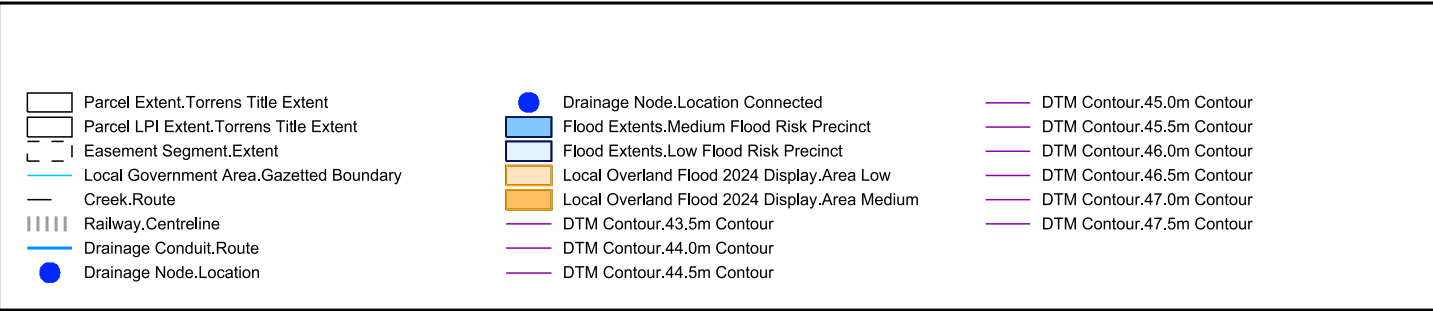 Parcel Extent.Torrens Title Extent
Parcel LPI Extent.Torrens Title Extent
Easement Segment.Extent
Local Government Area.Gazetted Boundary
Creek.Route
Railway.Centreline
Drainage Conduit.Route
Drainage Node.Location
Drainage Node.Location Connected
Flood Extents.Medium Flood Risk Precinct
Flood Extents.Low Flood Risk Precinct
Local Overland Flood 2024 Display.Area Low
Local Overland Flood 2024 Display.Area Medium
DTM Contour.43.5m Contour
DTM Contour.44.0m Contour
DTM Contour.44.5m Contour
DTM Contour.45.0m Contour
DTM Contour.45.5m Contour
DTM Contour.46.0m Contour
DTM Contour.46.5m Contour
DTM Contour.47.0m Contour
DTM Contour.47.5m Contour